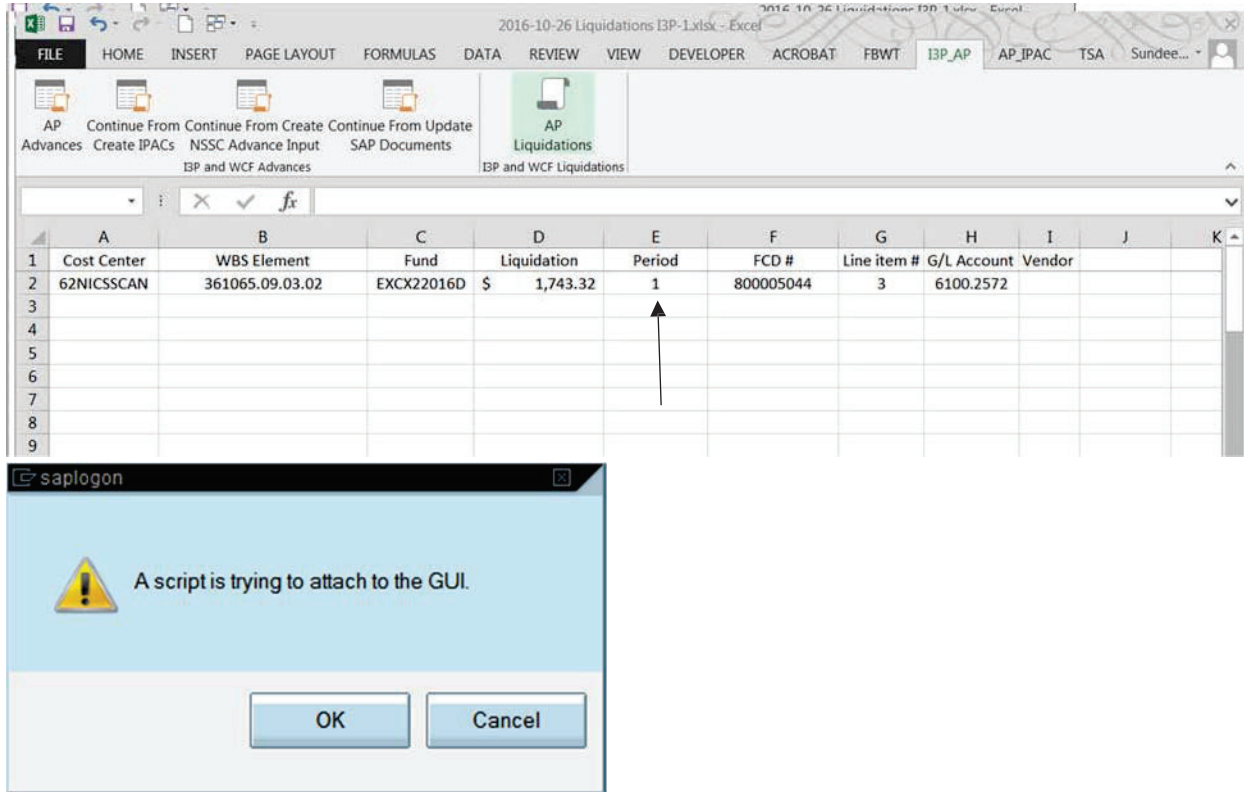 2016-10-26 Liquidations I3P-1.xlsx - Excel
FILE HOME INSERT PAGE LAYOUT FORMULAS DATA REVIEW VIEW DEVELOPER ACROBAT FBWT I3P_AP AP_IPAC TSA Sundee...
AP Advances
Continue From Create IPACs
Continue From Create NSSC Advance Input
Continue From Update SAP Documents
AP Liquidations
I3P and WCF Advances
I3P and WCF Liquidations
fx
A B C D E F G H I J K
1 Cost Center WBS Element Fund Liquidation Period FCD # Line item # G/L Account Vendor
2 62NICSSCAN 361065.09.03.02 EXCX22016D $ 1,743.32 1 800005044 3 6100.2572
3
4
5
6
7
8
9
saplogon
A script is trying to attach to the GUI.
OK Cancel